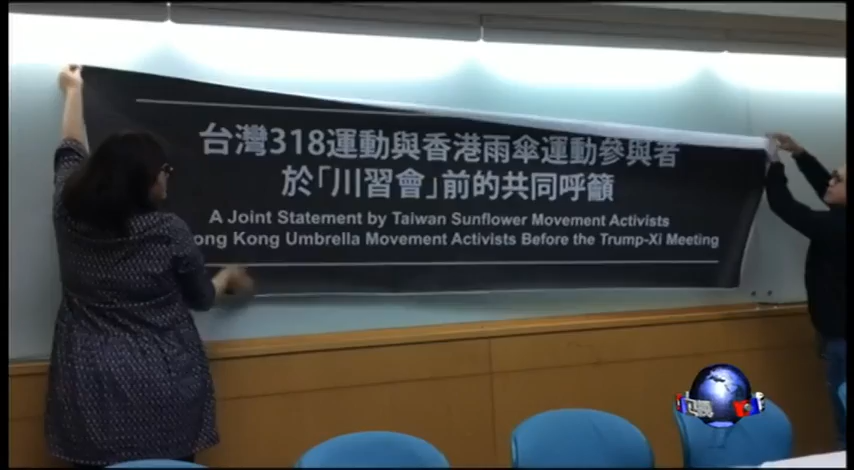 台灣318運動與香港雨傘運動參與者
於「川習會」前的共同呼籲
A Joint Statement by Taiwan Sunflower Movement Activists
ong Kong Umbrella Movement Activists Before the Trump-Xi Meeting
VOA